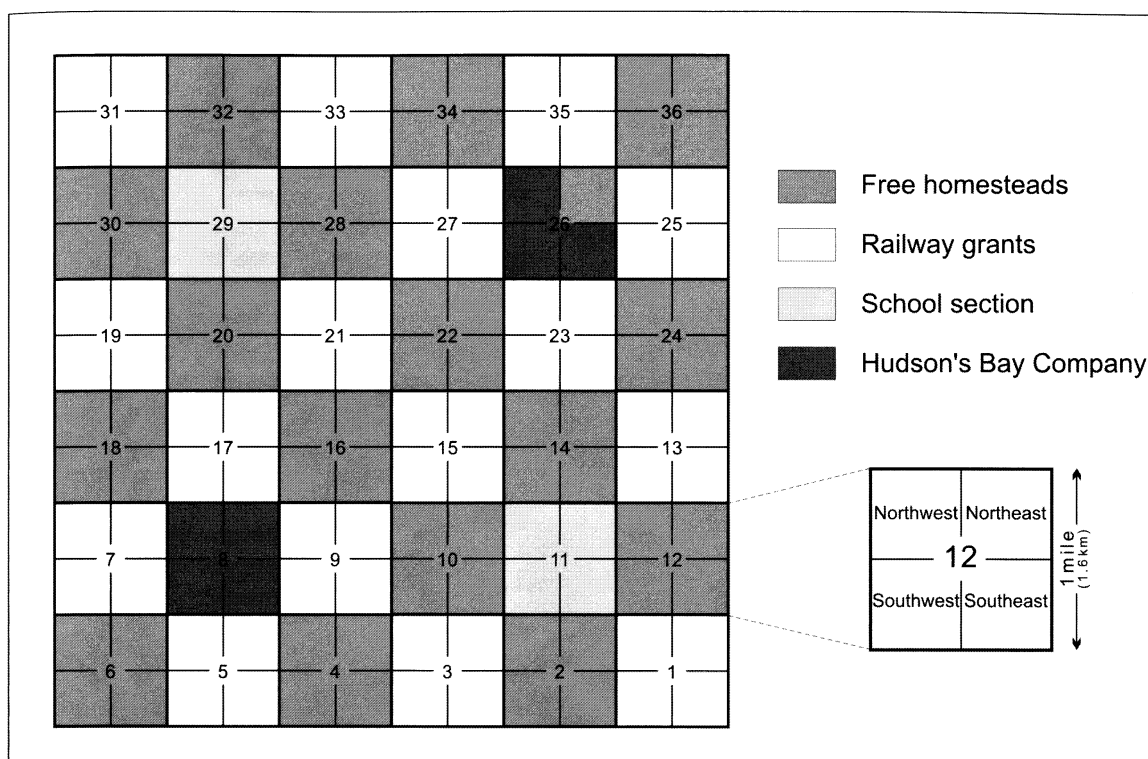 31 32 33 34 35 36
30 29 28 27 26 25
19 20 21 22 23 24
18 17 16 15 14 13
7 8 9 10 11 12
6 5 4 3 2 1
Free homesteads
Railway grants
School section
Hudson's Bay Company
Northwest Northeast
12
Southwest Southeast
1 mile
(1.6 km)